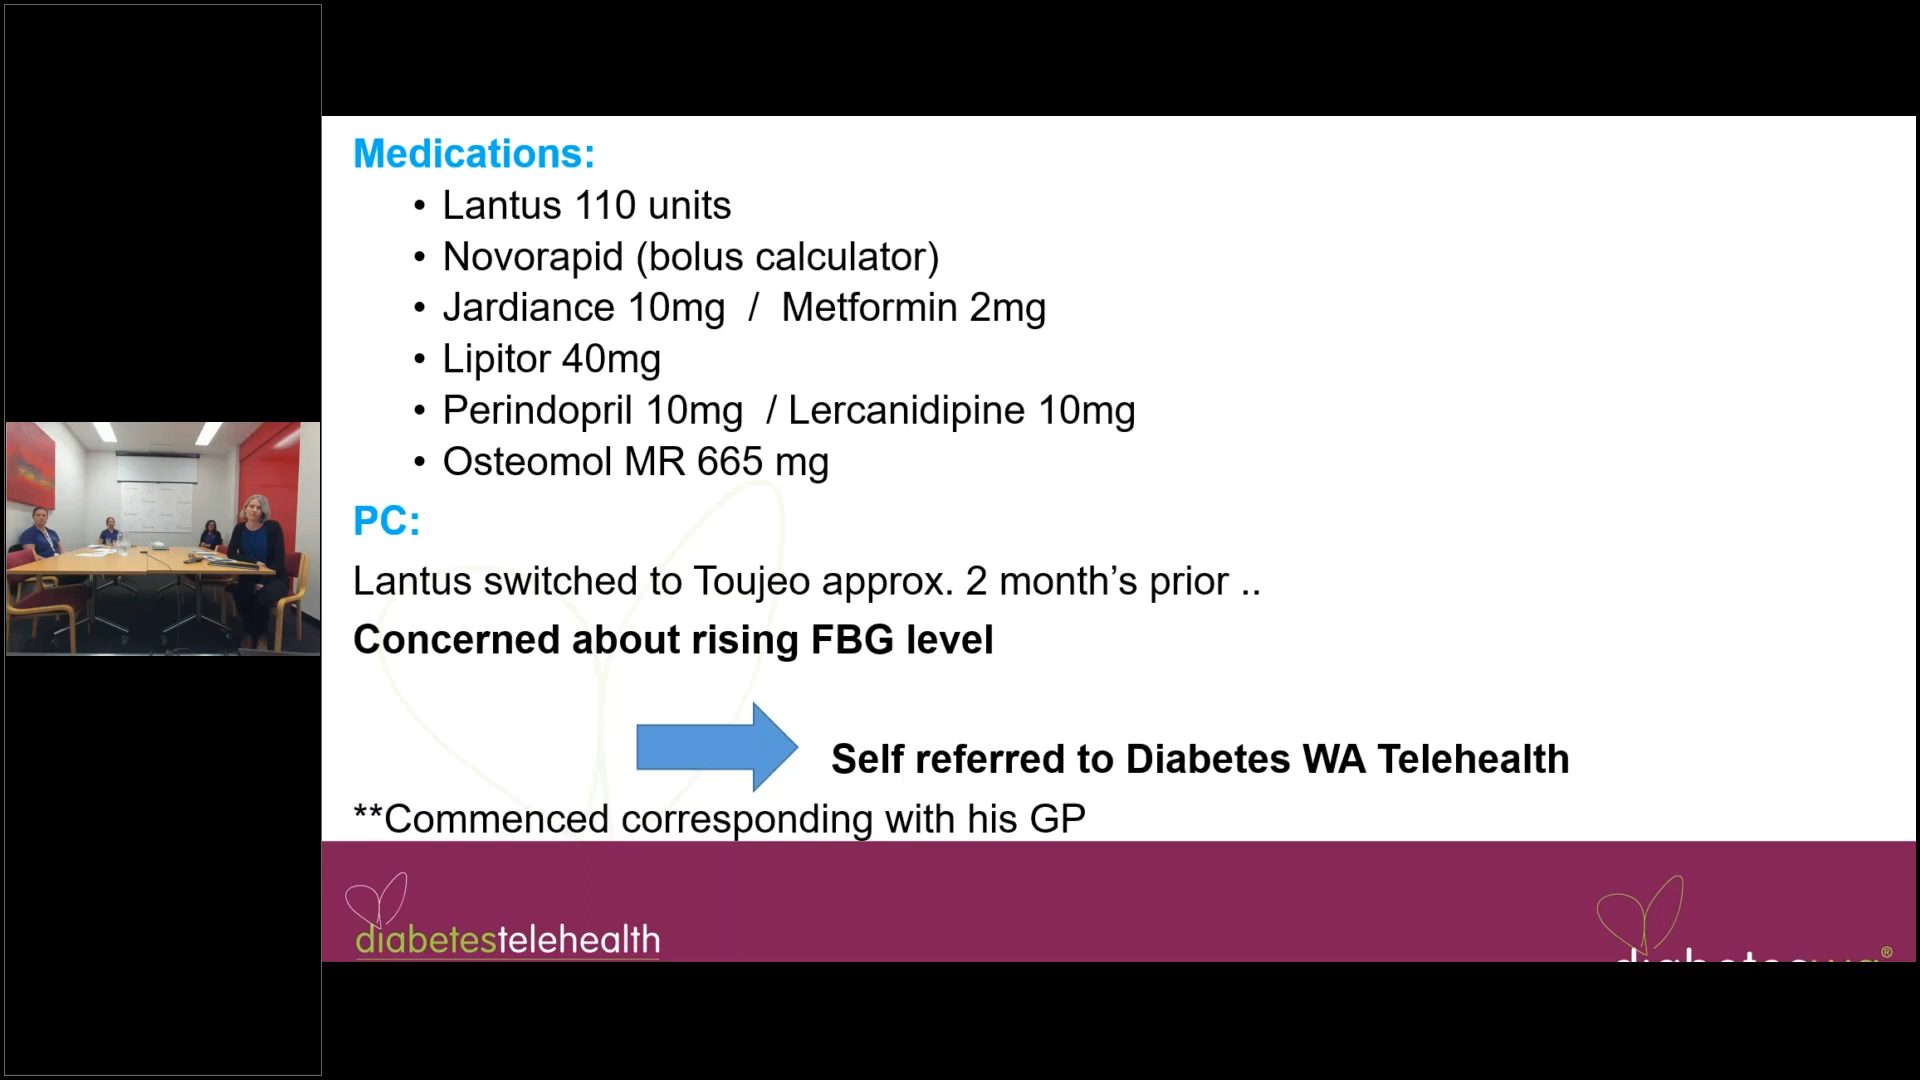 Medications:
• Lantus 110 units
• Novorapid (bolus calculator)
• Jardiance 10mg / Metformin 2mg
• Lipitor 40mg
• Perindopril 10mg / Lercanidipine 10mg
• Osteomol MR 665 mg
PC:
Lantus switched to Toujeo approx. 2 month’s prior ..
Concerned about rising FBG level
Self referred to Diabetes WA Telehealth
**Commenced corresponding with his GP
diabetestelehealth
diabeteswa®